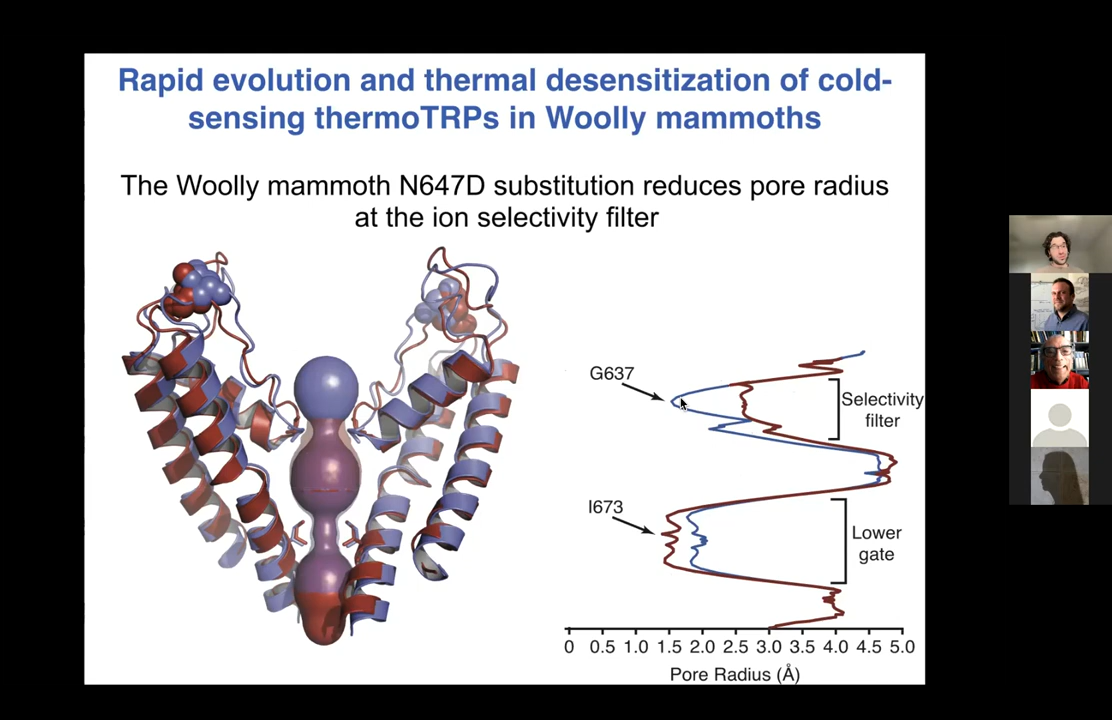 Rapid evolution and thermal desensitization of cold-
sensing thermoTRPs in Woolly mammoths
The Woolly mammoth N647D substitution reduces pore radius
at the ion selectivity filter
G637
Selectivity
filter
I673
Lower
gate
0 0.5 1.0 1.5 2.0 2.5 3.0 3.5 4.0 4.5 5.0
Pore Radius (Å)